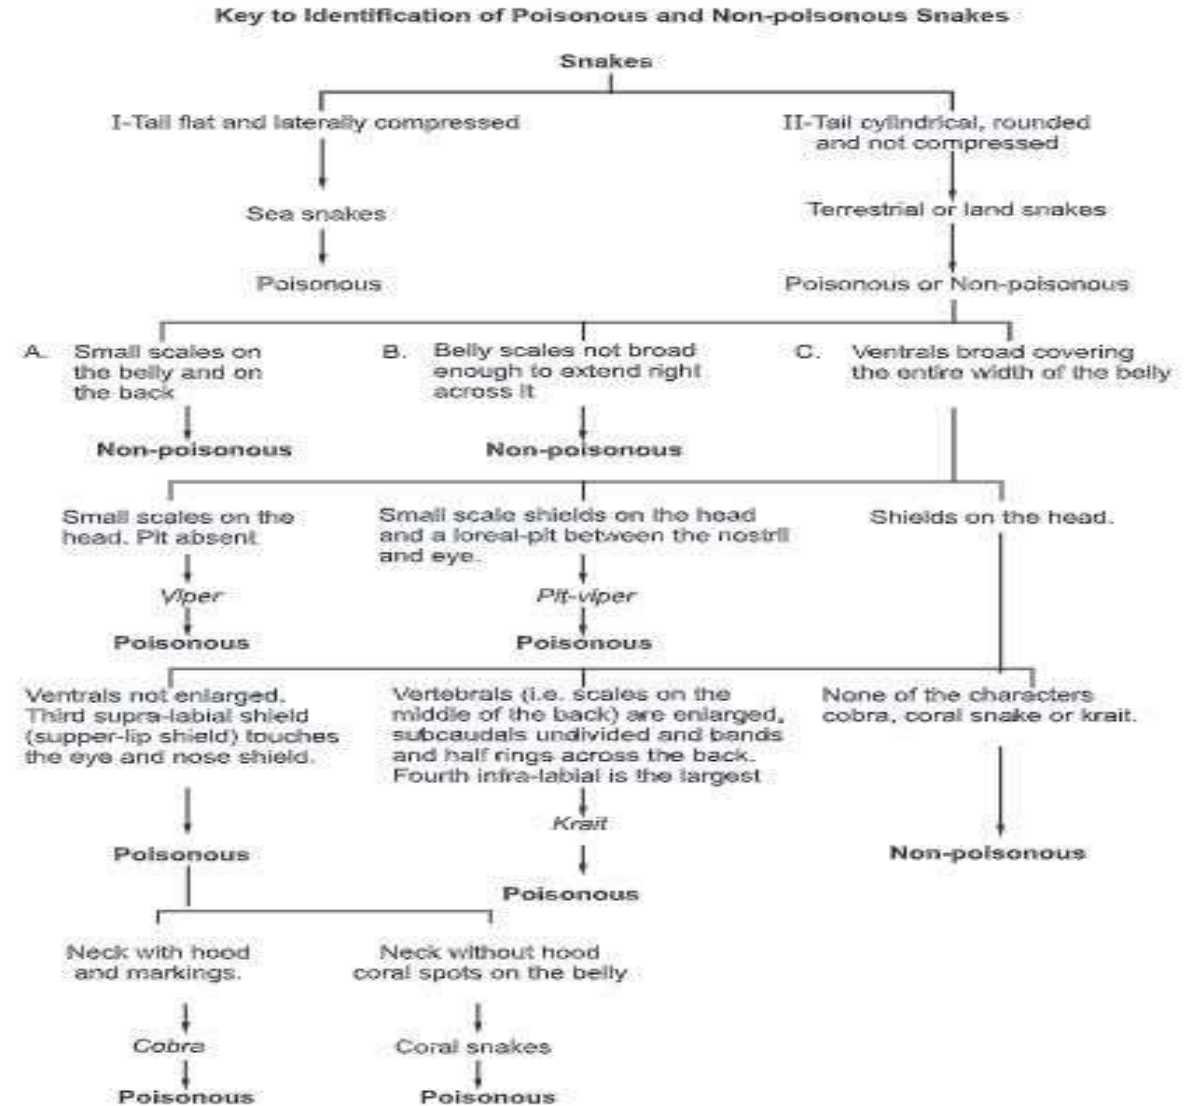 Key to Identification of Poisonous and Non-poisonous Snakes
Snakes
I-Tail flat and laterally compressed
II-Tail cylindrical, rounded
and not compressed
Sea snakes
Terrestrial or land snakes
Poisonous
Poisonous or Non-poisonous
A. Small scales on
the belly and on
the back
B. Belly scales not broad
enough to extend right
across it
C. Ventrals broad covering
the entire width of the belly
Non-poisonous
Non-poisonous
Small scales on the
head. Pit absent
Small scale shields on the head
and a loreal-pit between the nostril
and eye.
Shields on the head.
Viper
Pit-viper
Poisonous
Poisonous
Ventrals not enlarged.
Third supra-labial shield
(supper-lip shield) touches
the eye and nose shield.
Vertebrals (i.e. scales on the
middle of the back) are enlarged,
subcaudals undivided and bands
and half rings across the back.
Fourth infra-labial is the largest
None of the characters
cobra, coral snake or krait.
Krait
Poisonous
Non-poisonous
Poisonous
Neck with hood
and markings.
Neck without hood
coral spots on the belly
Cobra
Coral snakes
Poisonous
Poisonous